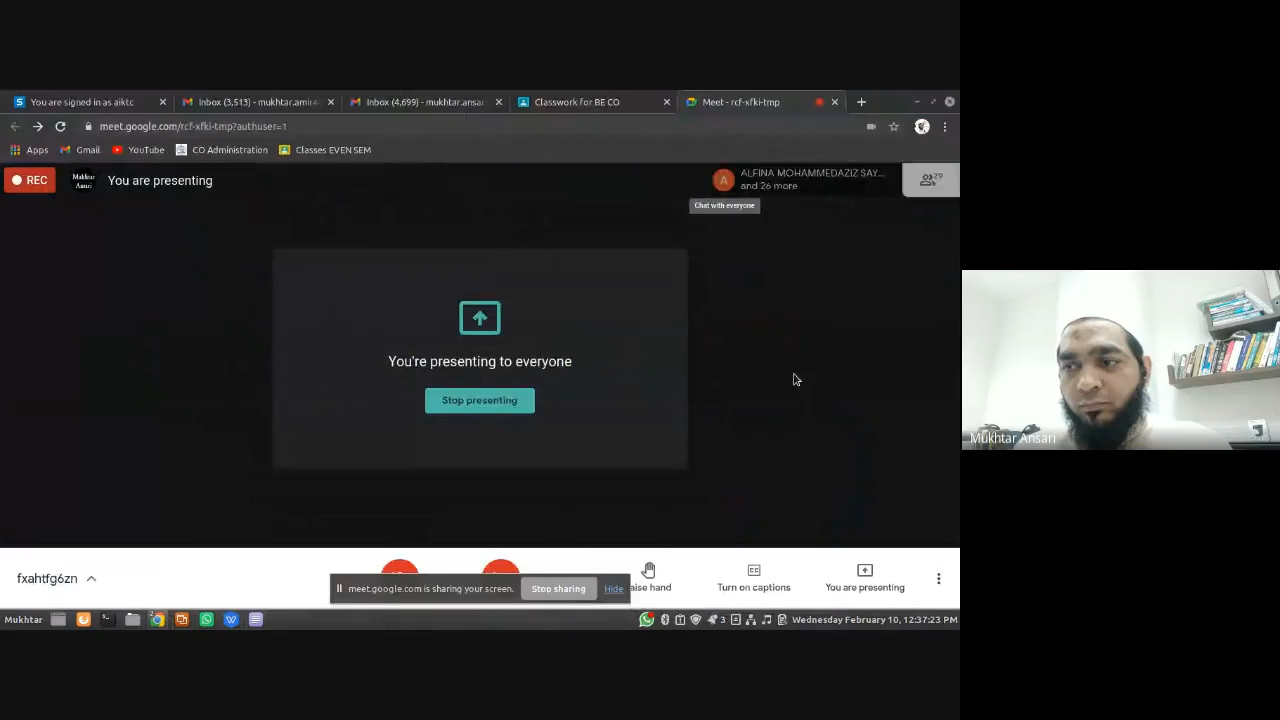 You are signed in as aiktc
Inbox (3,513) - mukhtar.amir
Inbox (4,699) - mukhtar.ansar
Classwork for BE CO
Meet - rcf-xfki-tmp
meet.google.com/rcf-xfki-tmp?authuser=1
Apps
Gmail
YouTube
CO Administration
Classes EVEN SEM
REC
Mukhtar
Ansari
You are presenting
A
ALFINA MOHAMMEDAZIZ SAY...
and 26 more
29
Chat with everyone
You're presenting to everyone
Stop presenting
Mukhtar Ansari
fxahtfg6zn
meet.google.com is sharing your screen.
Stop sharing
Hide
aise hand
Turn on captions
You are presenting
Mukhtar
3
Wednesday February 10, 12:37:23 PM